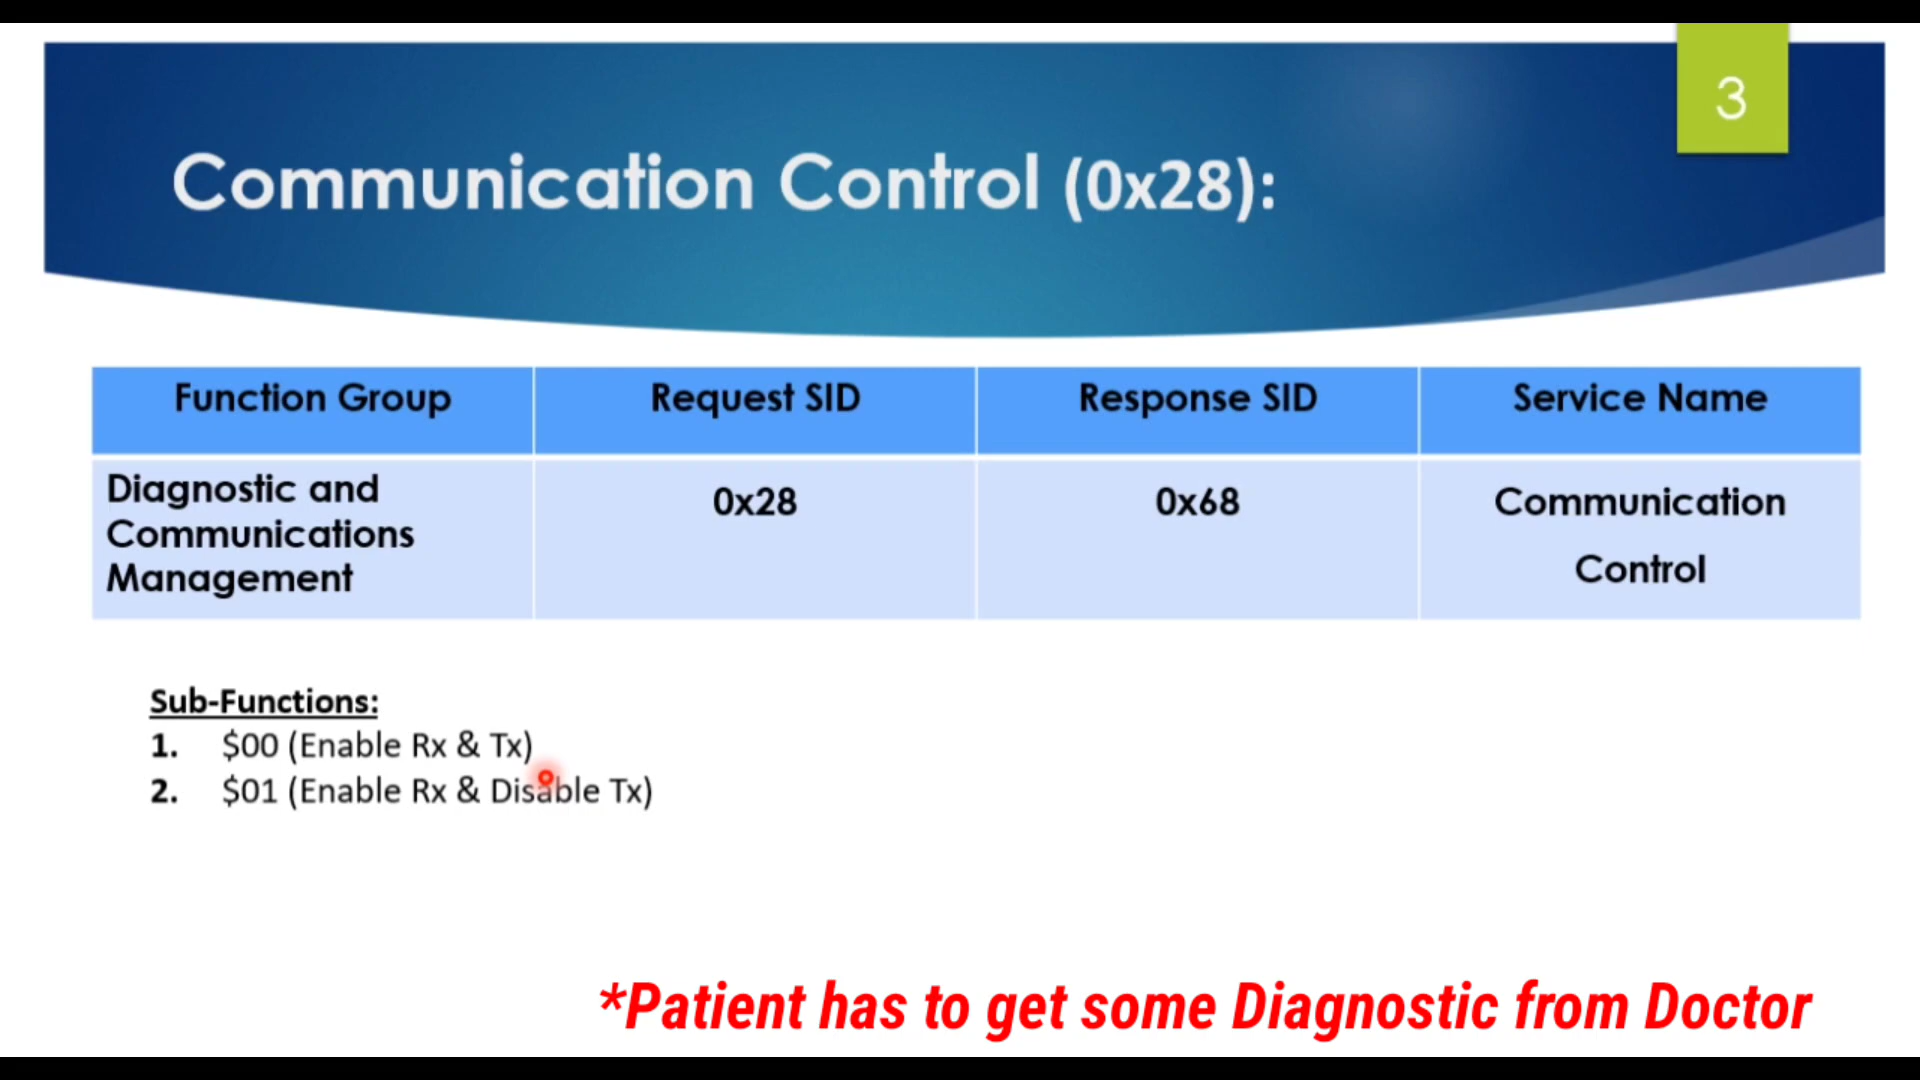 3
Communication Control (0x28):
Function Group Request SID Response SID Service Name
Diagnostic and
Communications
Management
0x28
0x68
Communication
Control
Sub-Functions:
1. $00 (Enable Rx & Tx)
2. $01 (Enable Rx & Disable Tx)
*Patient has to get some Diagnostic from Doctor